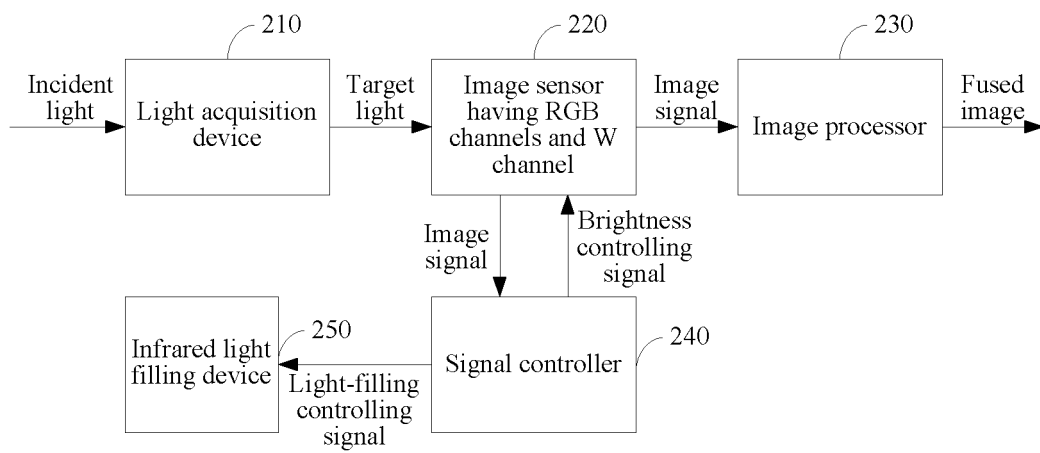 210
220
230
Incident
light
Light acquisition
device
Target
light
Image sensor
having RGB
channels and W
channel
Image
signal
Image processor
Fused
image
Image
signal
Brightness
controlling
signal
Infrared light
filling device
250
Light-filling
controlling
signal
Signal controller
240